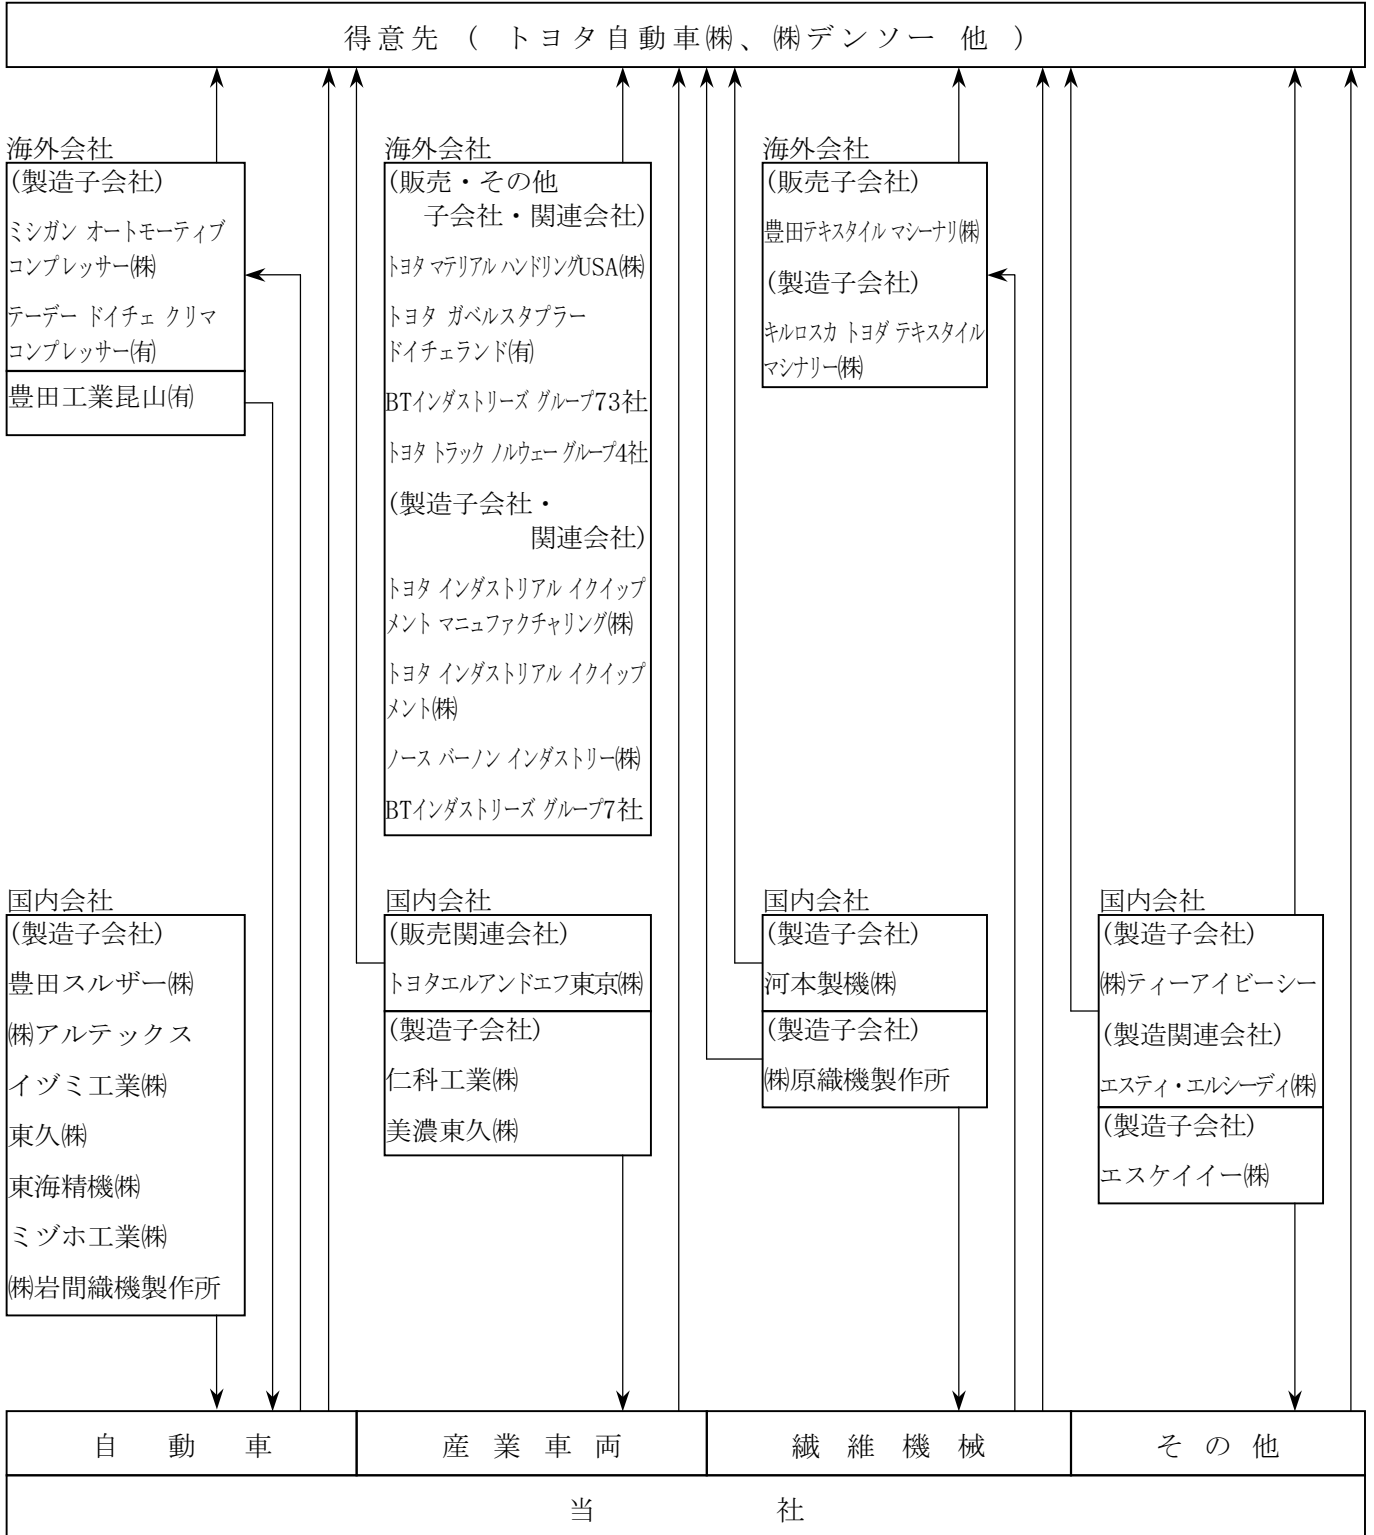 得意先 ( トヨタ自動車㈱、㈱デンソー 他 )
海外会社
(製造子会社)
ミシガン オートモーティブ
コンプレッサー㈱
テーデー ドイチェ クリマ
コンプレッサー㈲
豊田工業昆山㈲
海外会社
(販売・その他
子会社・関連会社)
トヨタ マテリアル ハンドリングUSA㈱
トヨタ ガベルスタプラー
ドイチェランド㈲
BTインダストリーズ グループ73社
トヨタ トラック ノルウェー グループ4社
(製造子会社・
関連会社)
トヨタ インダストリアル イクイップ
メント マニュファクチャリング㈱
トヨタ インダストリアル イクイップ
メント㈱
ノース バーノン インダストリー㈱
BTインダストリーズ グループ7社
海外会社
(販売子会社)
豊田テキスタイル マシーナリ㈱
(製造子会社)
キルロスカ トヨダ テキスタイル
マシナリー㈱
国内会社
(製造子会社)
豊田スルザー㈱
㈱アルテックス
イヅミ工業㈱
東久㈱
東海精機㈱
ミヅホ工業㈱
㈱岩間織機製作所
国内会社
(販売関連会社)
トヨタエルアンドエフ東京㈱
(製造子会社)
仁科工業㈱
美濃東久㈱
国内会社
(製造子会社)
河本製機㈱
(製造子会社)
㈱原織機製作所
国内会社
(製造子会社)
㈱ティーアイビーシー
(製造関連会社)
エスティ・エルシーディ㈱
(製造子会社)
エスケイイー㈱
自動車
産業車両
繊維機械
その他
当社